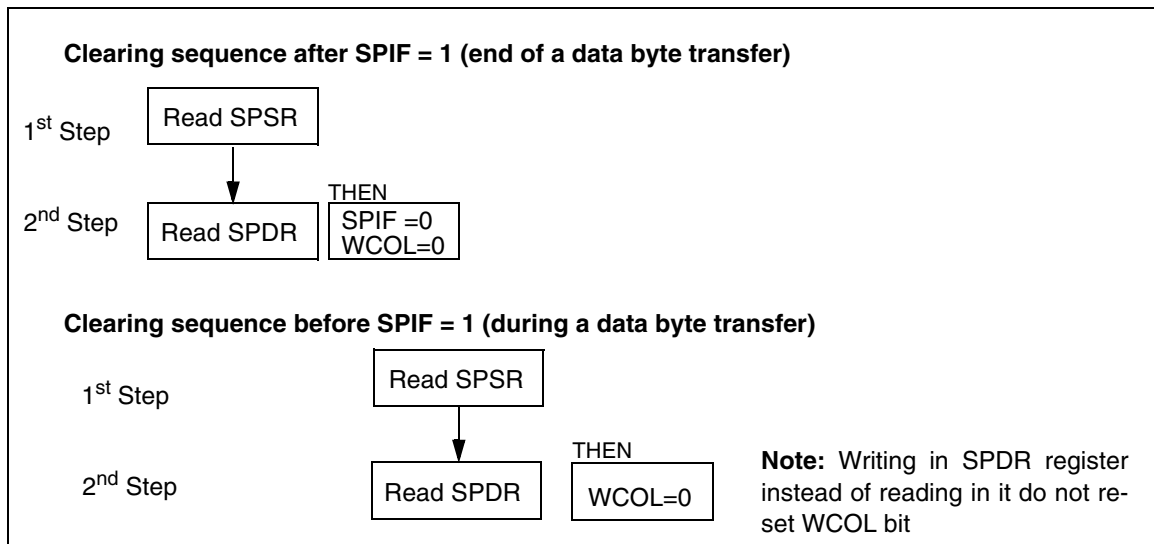 Clearing sequence after SPIF = 1 (end of a data byte transfer)
1st Step
Read SPSR
THEN
2nd Step
Read SPDR
SPIF =0
WCOL=0
Clearing sequence before SPIF = 1 (during a data byte transfer)
1st Step
Read SPSR
THEN
2nd Step
Read SPDR
WCOL=0
Note: Writing in SPDR register
instead of reading in it do not re-
set WCOL bit